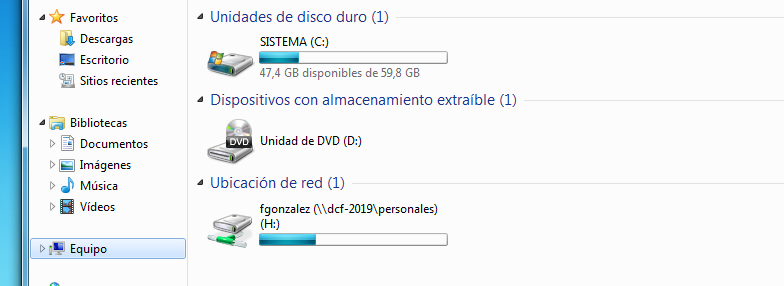 Favoritos
Descargas
Escritorio
Sitios recientes
Bibliotecas
Documentos
Imágenes
Música
Vídeos
Equipo
Unidades de disco duro (1)
SISTEMA (C:)
47,4 GB disponibles de 59,8 GB
Dispositivos con almacenamiento extraíble (1)
DVD
Unidad de DVD (D:)
Ubicación de red (1)
fgonzalez (\\dcf-2019\personales)
(H:)